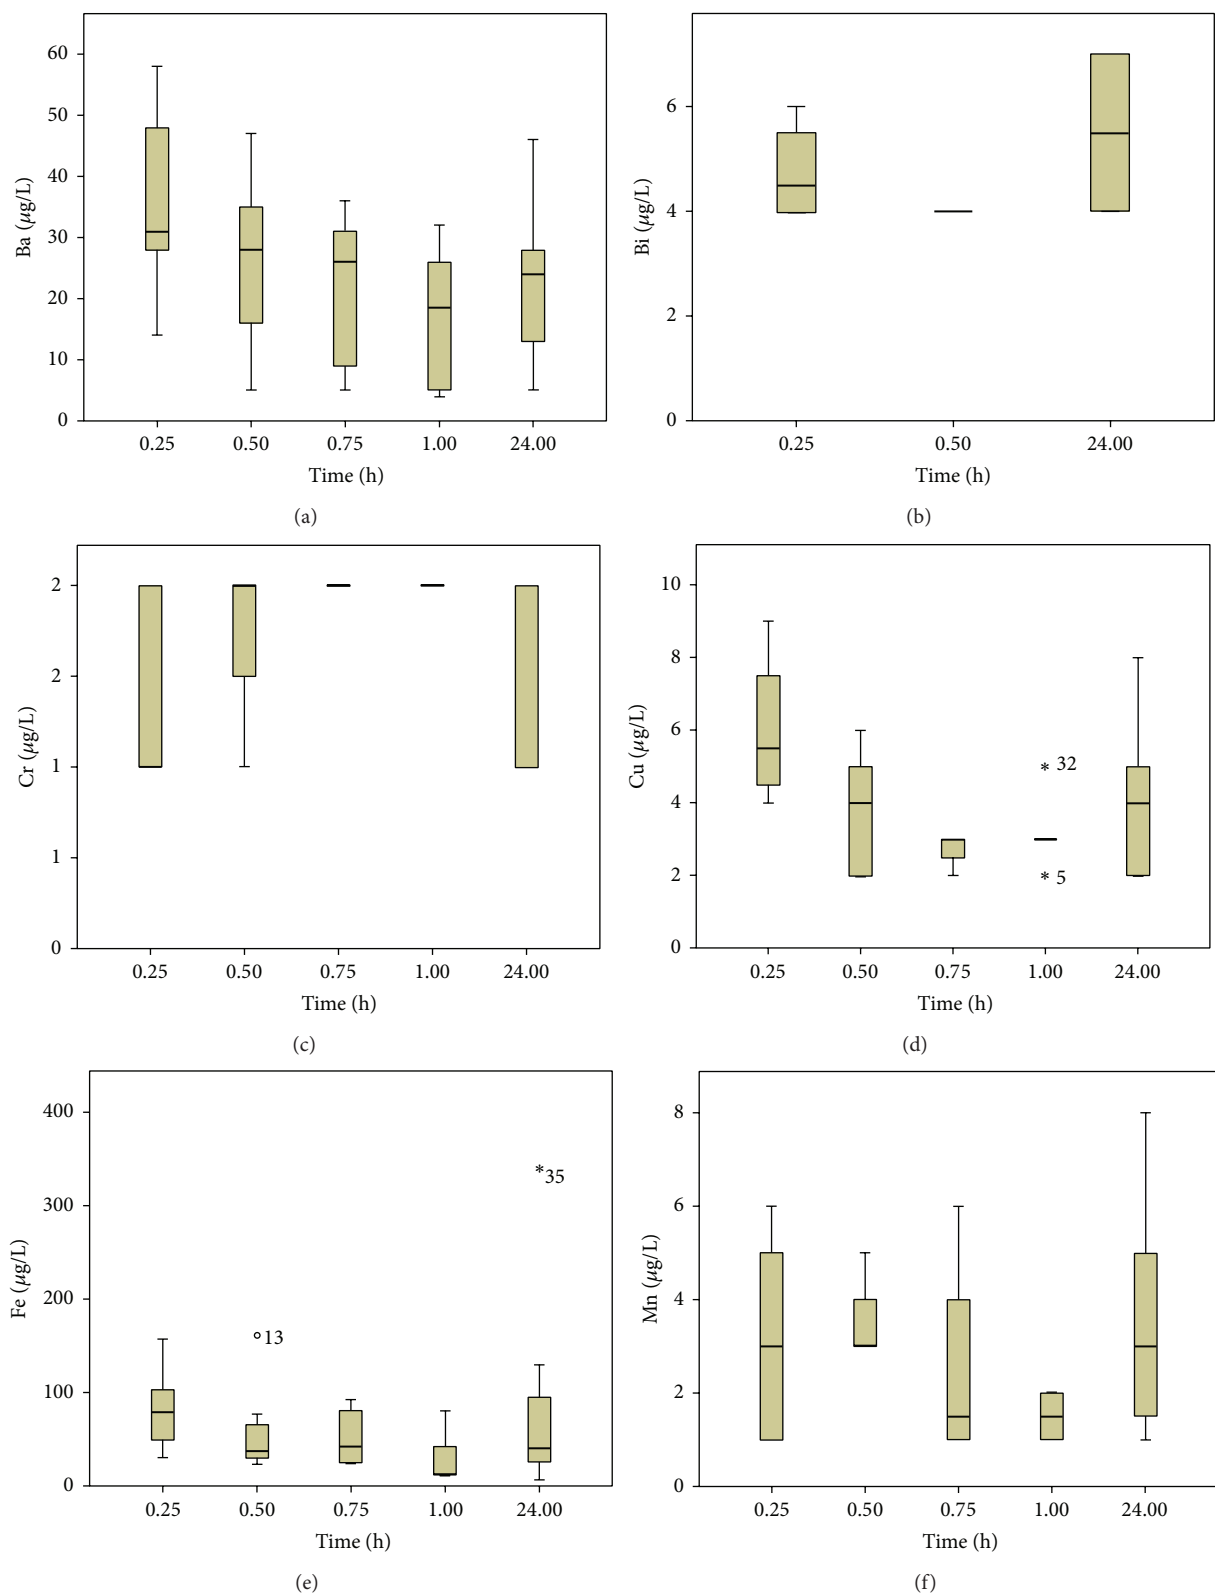 60
50
40
30
20
10
0
Ba (μg/L)
0.25 0.50 0.75 1.00 24.00
Time (h)
(a)
6
4
2
0
Bi (μg/L)
0.25 0.50 24.00
Time (h)
(b)
2
2
1
1
0
Cr (μg/L)
0.25 0.50 0.75 1.00 24.00
Time (h)
(c)
10
8
6
4
2
0
Cu (μg/L)
* 32
* 5
0.25 0.50 0.75 1.00 24.00
Time (h)
(d)
400
300
200
100
0
Fe (μg/L)
13
*35
0.25 0.50 0.75 1.00 24.00
Time (h)
(e)
8
6
4
2
0
Mn (μg/L)
0.25 0.50 0.75 1.00 24.00
Time (h)
(f)